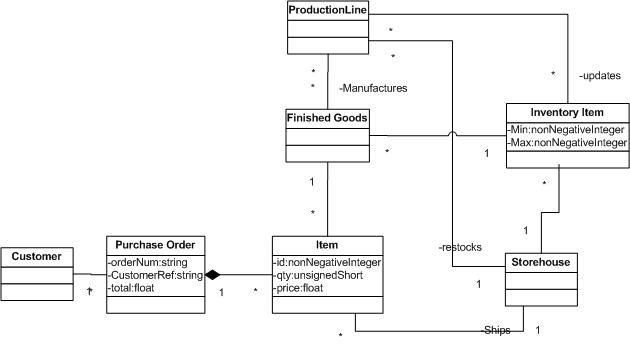 ProductionLine
*
*
*
-updates
*
*
-Manufactures
Finished Goods
Inventory Item
-Min:nonNegativeInteger
-Max:nonNegativeInteger
*
1
1
*
*
1
Customer
Purchase Order
-orderNum:string
-CustomerRef:string
-total:float
Item
-id:nonNegativeInteger
-qty:unsignedShort
-price:float
-restocks
Storehouse
1
*
1
*
1
-Ships
1
*